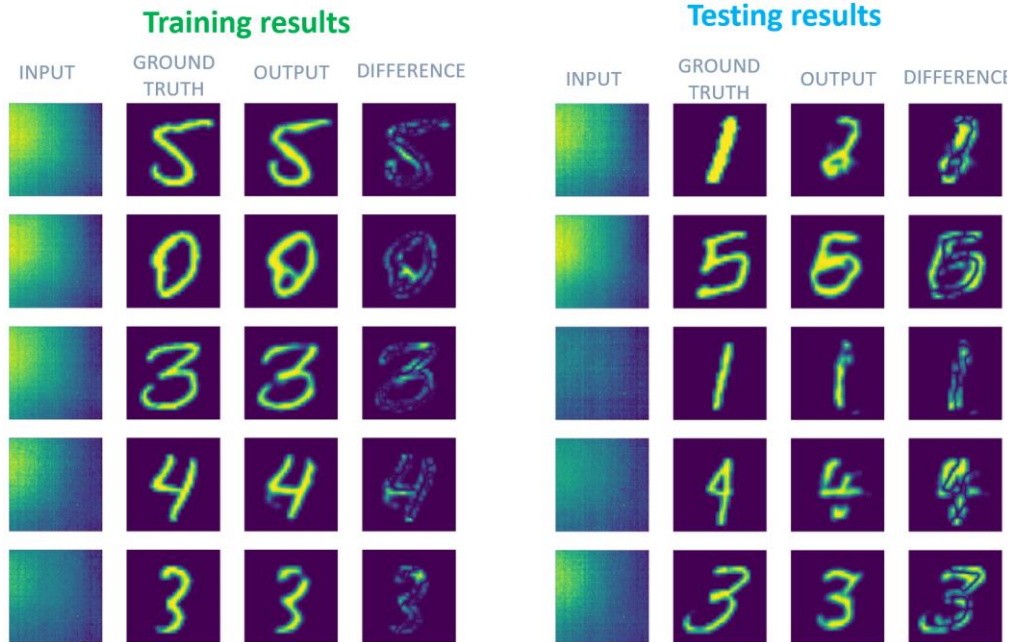 Training results
INPUT
GROUND
TRUTH
OUTPUT
DIFFERENCE
Testing results
INPUT
GROUND
TRUTH
OUTPUT
DIFFERENCE